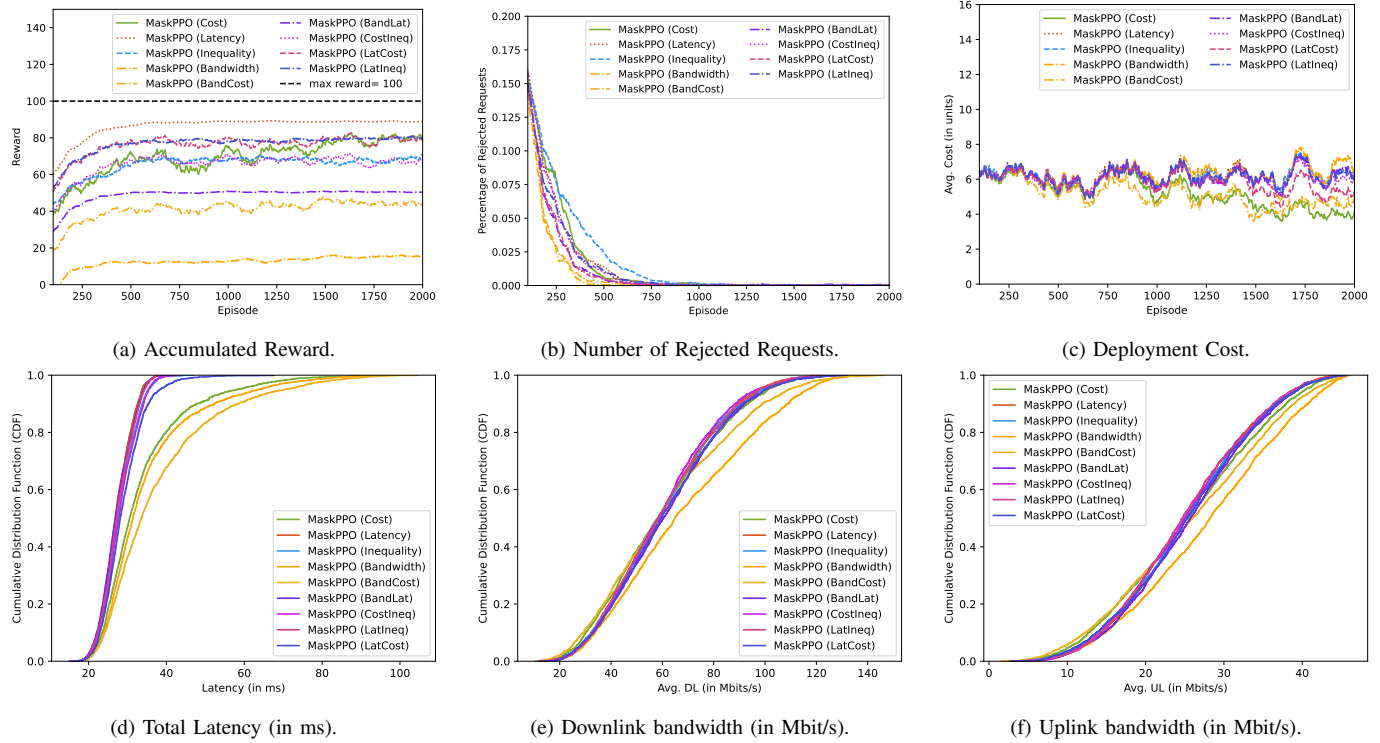 140
120
100
80
60
40
20
0
Reward
250 500 750 1000 1250 1500 1750 2000
Episode
MaskPPO (Cost)
MaskPPO (Latency)
MaskPPO (Inequality)
MaskPPO (Bandwidth)
MaskPPO (BandCost)
MaskPPO (BandLat)
MaskPPO (CostIneq)
MaskPPO (LatCost)
MaskPPO (LatIneq)
max reward= 100
(a) Accumulated Reward.
0.200
0.175
0.150
0.125
0.100
0.075
0.050
0.025
0.000
Percentage of Rejected Requests
250 500 750 1000 1250 1500 1750 2000
Episode
MaskPPO (Cost)
MaskPPO (Latency)
MaskPPO (Inequality)
MaskPPO (Bandwidth)
MaskPPO (BandCost)
MaskPPO (BandLat)
MaskPPO (CostIneq)
MaskPPO (LatCost)
MaskPPO (LatIneq)
(b) Number of Rejected Requests.
16
14
12
10
8
6
4
2
0
Avg. Cost (in units)
250 500 750 1000 1250 1500 1750 2000
Episode
MaskPPO (Cost)
MaskPPO (Latency)
MaskPPO (Inequality)
MaskPPO (Bandwidth)
MaskPPO (BandCost)
MaskPPO (BandLat)
MaskPPO (CostIneq)
MaskPPO (LatCost)
MaskPPO (LatIneq)
(c) Deployment Cost.
1.0
0.8
0.6
0.4
0.2
0.0
Cumulative Distribution Function (CDF)
20 40 60 80 100
Latency (in ms)
MaskPPO (Cost)
MaskPPO (Latency)
MaskPPO (Inequality)
MaskPPO (Bandwidth)
MaskPPO (BandCost)
MaskPPO (BandLat)
MaskPPO (CostIneq)
MaskPPO (LatIneq)
MaskPPO (LatCost)
(d) Total Latency (in ms).
1.0
0.8
0.6
0.4
0.2
0.0
Cumulative Distribution Function (CDF)
20 40 60 80 100 120 140
Avg. DL (in Mbits/s)
MaskPPO (Cost)
MaskPPO (Latency)
MaskPPO (Inequality)
MaskPPO (Bandwidth)
MaskPPO (BandCost)
MaskPPO (BandLat)
MaskPPO (CostIneq)
MaskPPO (LatIneq)
MaskPPO (LatCost)
(e) Downlink bandwidth (in Mbit/s).
1.0
0.8
0.6
0.4
0.2
0.0
Cumulative Distribution Function (CDF)
0 10 20 30 40
Avg. UL (in Mbits/s)
MaskPPO (Cost)
MaskPPO (Latency)
MaskPPO (Inequality)
MaskPPO (Bandwidth)
MaskPPO (BandCost)
MaskPPO (BandLat)
MaskPPO (CostIneq)
MaskPPO (LatIneq)
MaskPPO (LatCost)
(f) Uplink bandwidth (in Mbit/s).